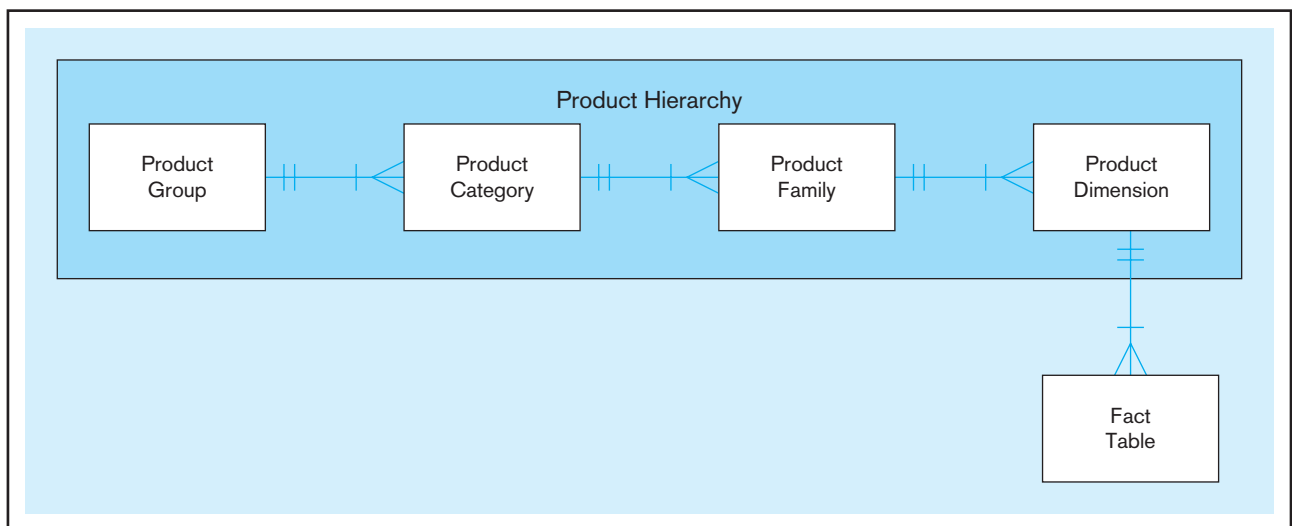 Product Hierarchy
Product
Group
Product
Category
Product
Family
Product
Dimension
Fact
Table